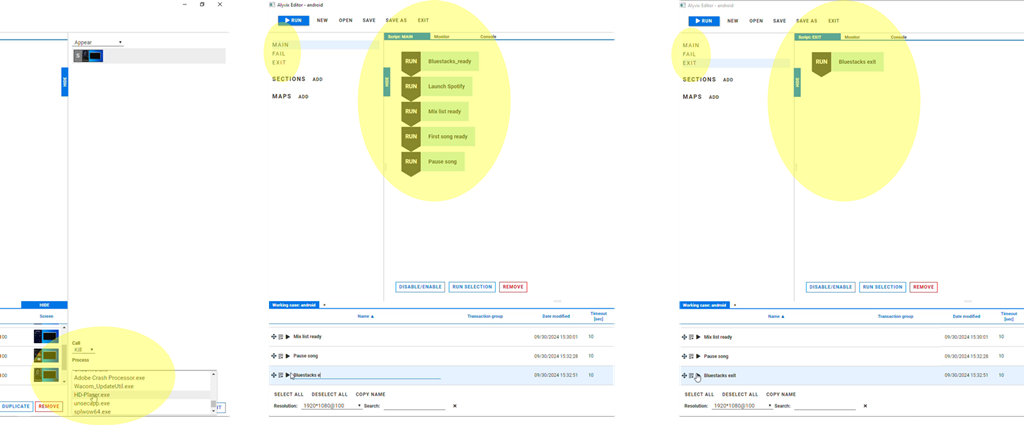 Appear
S
HIDE
HIDE
Screen
100
100
100
Call
Kill
Process
Adobe Crash Processor.exe
Wacom_UpdateUtil.exe
HD-Player.exe
unsecapp.exe
splwow64.exe
DUPLICATE
REMOVE
IT
Alyvix Editor - android
RUN
NEW
OPEN
SAVE
SAVE AS
EXIT
MAIN
FAIL
EXIT
SECTIONS ADD
MAPS ADD
Script: MAIN
Monitor
Console
HIDE
RUN Bluestacks_ready
RUN Launch Spotify
RUN Mix list ready
RUN First song ready
RUN Pause song
DISABLE/ENABLE
RUN SELECTION
REMOVE
Working case: android
Name ▲
Transaction group
Date modified
Timeout
[sec]
Mix list ready 09/30/2024 15:30:01 10
Pause song 09/30/2024 15:32:28 10
Bluestacks e 09/30/2024 15:32:51 10
SELECT ALL DESELECT ALL COPY NAME
Resolution: 1920*1080@100 Search:
Alyvix Editor - android
RUN
NEW
OPEN
SAVE
SAVE AS
EXIT
MAIN
FAIL
EXIT
SECTIONS ADD
MAPS ADD
Script: EXIT
Monitor
Console
HIDE
RUN Bluestacks exit
DISABLE/ENABLE
RUN SELECTION
REMOVE
Working case: android
Name ▲
Transaction group
Date modified
Timeout
[sec]
Mix list ready 09/30/2024 15:30:01 10
Pause song 09/30/2024 15:32:28 10
Bluestacks exit 09/30/2024 15:32:51 10
SELECT ALL DESELECT ALL COPY NAME
Resolution: 1920*1080@100 Search: